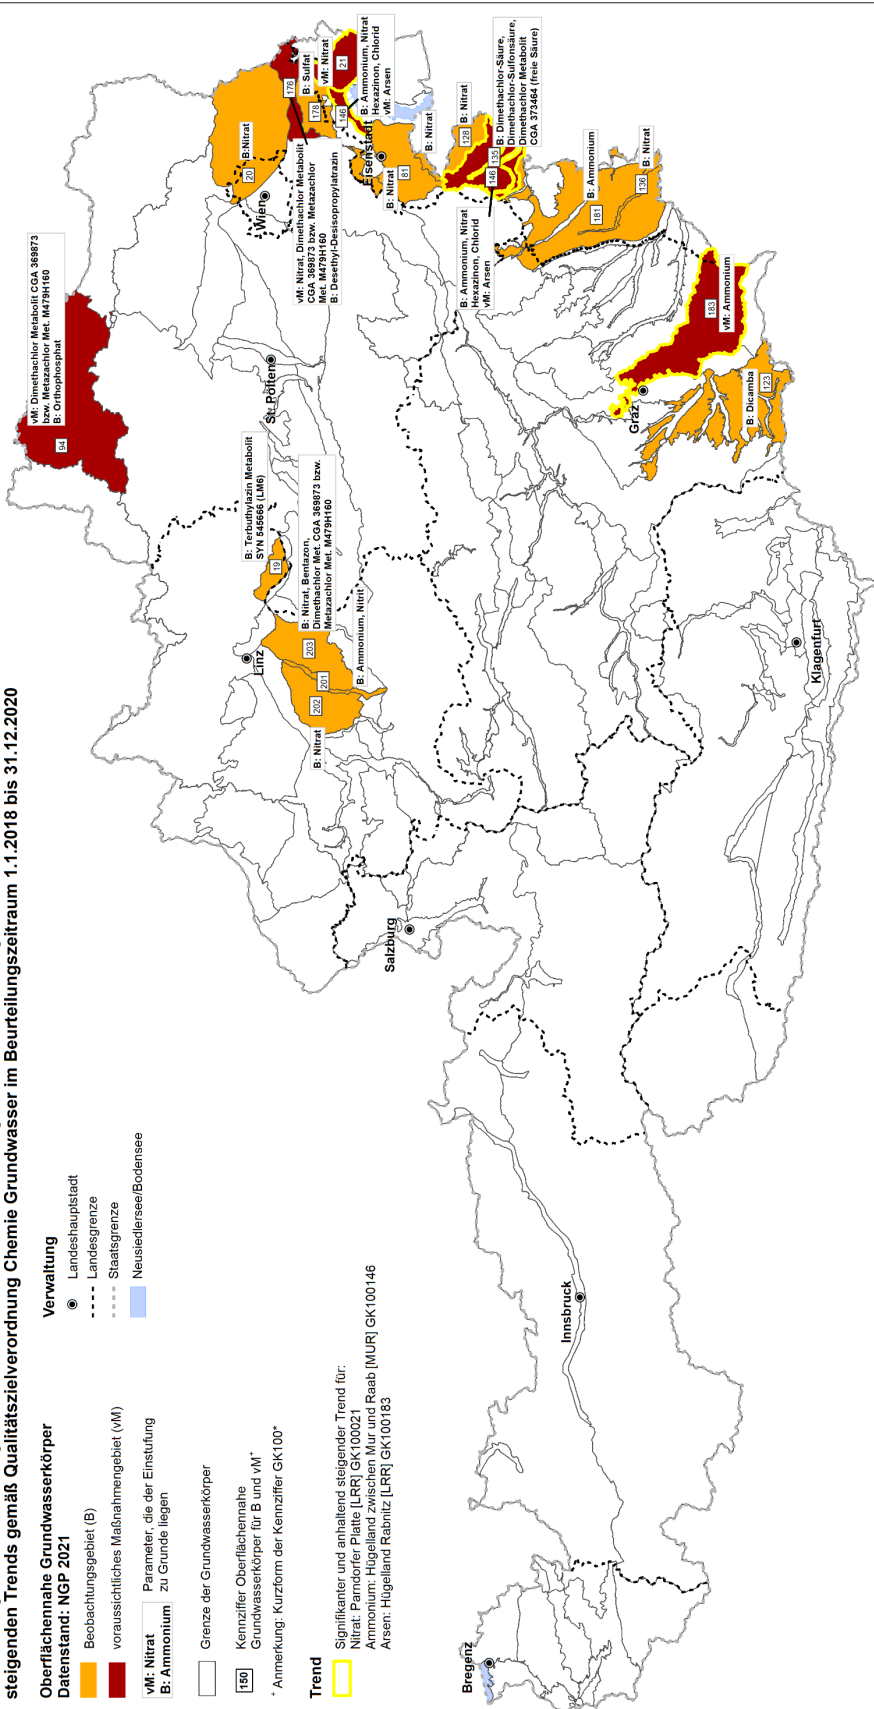 steigenden Trends gemäß Qualitätszielverordnung Chemie Grundwasser im Beurteilungszeitraum 1.1.2018 bis 31.12.2020
Oberflächennahe Grundwasserkörper
Datenstand: NGP 2021
Beobachtungsgebiet (B)
voraussichtliches Maßnahmengebiet (vM)
vM: Nitrat
B: Ammonium
Parameter, die der Einstufung
zu Grunde liegen
Grenze der Grundwasserkörper
150
Kennziffer Oberflächennahe
Grundwasserkörper für B und vM+
+ Anmerkung: Kurzform der Kennziffer GK100*
Trend
Signifikanter und anhaltend steigender Trend für:
Nitrat: Parndorfer Platte [LRR] GK100021
Ammonium: Hügelland zwischen Mur und Raab [MUR] GK100146
Arsen: Hügelland Rabnitz [LRR] GK100183
Verwaltung
Landeshauptstadt
Landesgrenze
Staatsgrenze
Neusiedlersee/Bodensee
Bregenz
Innsbruck
Salzburg
Linz
St. Pölten
Wien
Eisenstadt
Graz
Klagenfurt
vM: Dimethachlor Metabolit CGA 369873
bzw. Metazachlor Met. M479H160
B: Orthophosphat
94
B: Terbuthylazin Metabolit
SYN 545666 (LM6)
19
B: Nitrat, Bentazon,
Dimethachlor Met. CGA 369873 bzw.
Metazachlor Met. M479H160
203
201
202
B: Nitrat
B: Ammonium, Nitrit
B:Nitrat
20
vM: Nitrat, Dimethachlor Metabolit
CGA 369873 bzw. Metazachlor
Met. M479H160
B: Desethyl-Desisopropylatrazin
176
B: Sulfat
178
vM: Nitrat
21
146
B: Ammonium, Nitrat
Hexazinon, Chlorid
vM: Arsen
B: Nitrat
81
B: Nitrat
B: Nitrat
128
B: Dimethachlor-Säure,
Dimethachlor-Sulfonsäure,
Dimethachlor Metabolit
CGA 373464 (freie Säure)
135
146
B: Ammonium, Nitrat
Hexazinon, Chlorid
vM: Arsen
B: Ammonium
181
B: Nitrat
136
183
vM: Ammonium
B: Dicamba
123